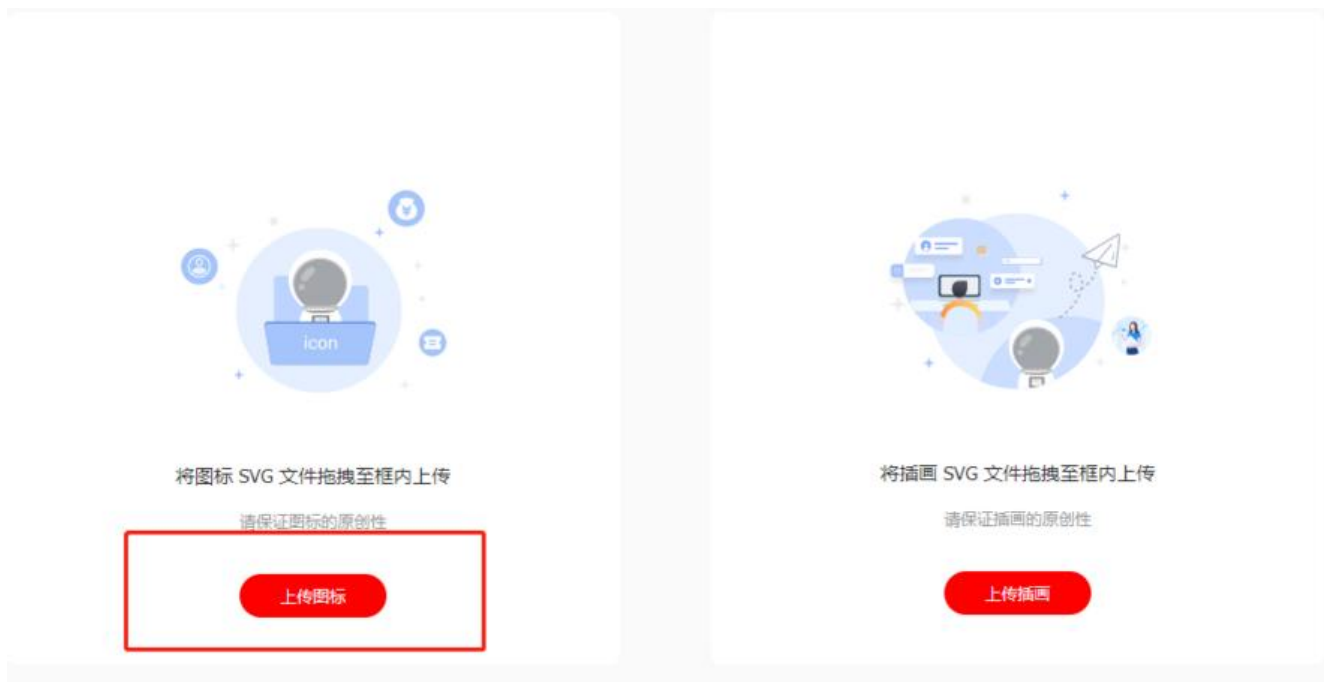 icon
将图标 SVG 文件拖拽至框内上传
请保证图标的原创性
上传图标
将插画 SVG 文件拖拽至框内上传
请保证插画的原创性
上传插画